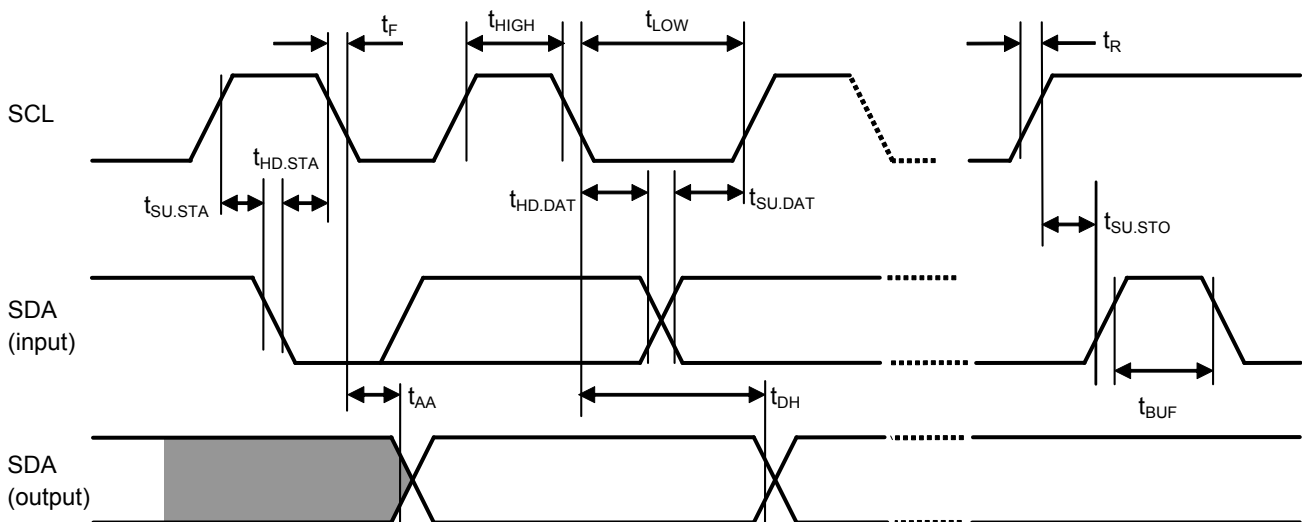 tF
tHIGH
tLOW
tR
SCL
tHD.STA
tSU.STA
tHD.DAT
tSU.DAT
tSU.STO
SDA
(input)
tAA
tDH
tBUF
SDA
(output)